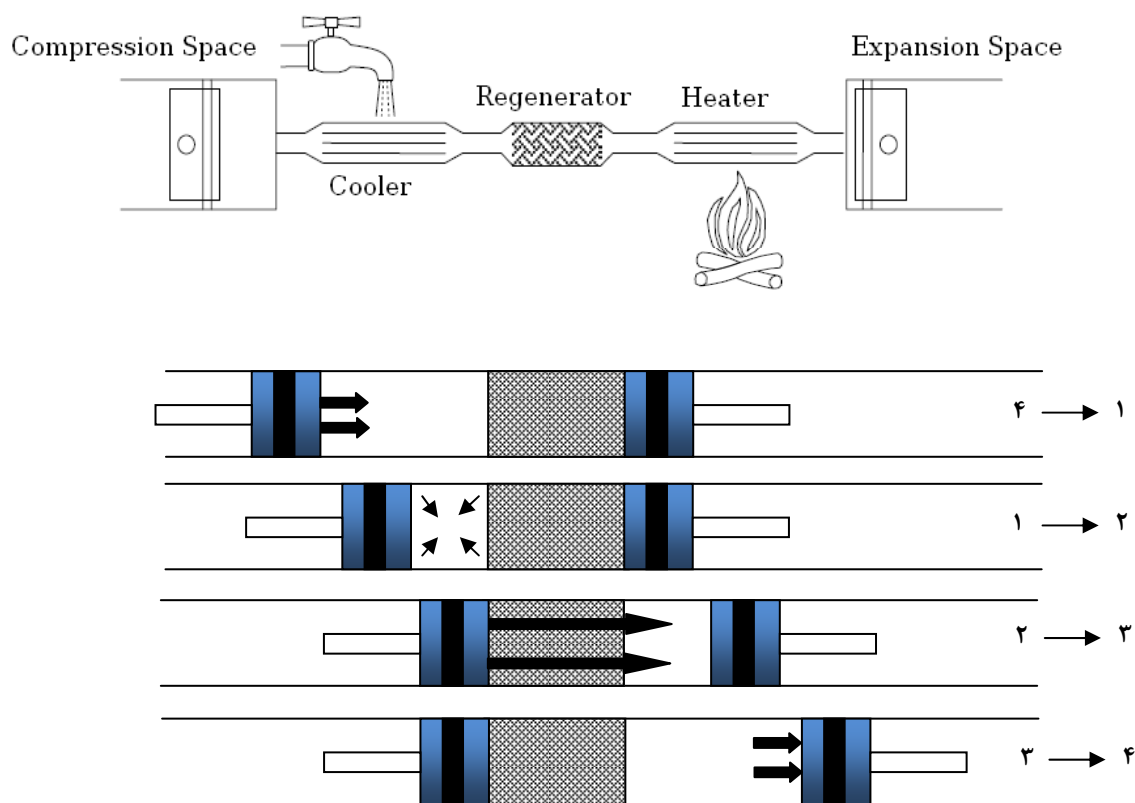 Compression Space
Expansion Space
Regenerator
Heater
Cooler
۴ → ۱
۱ → ۲
۲ → ۳
۳ → ۴